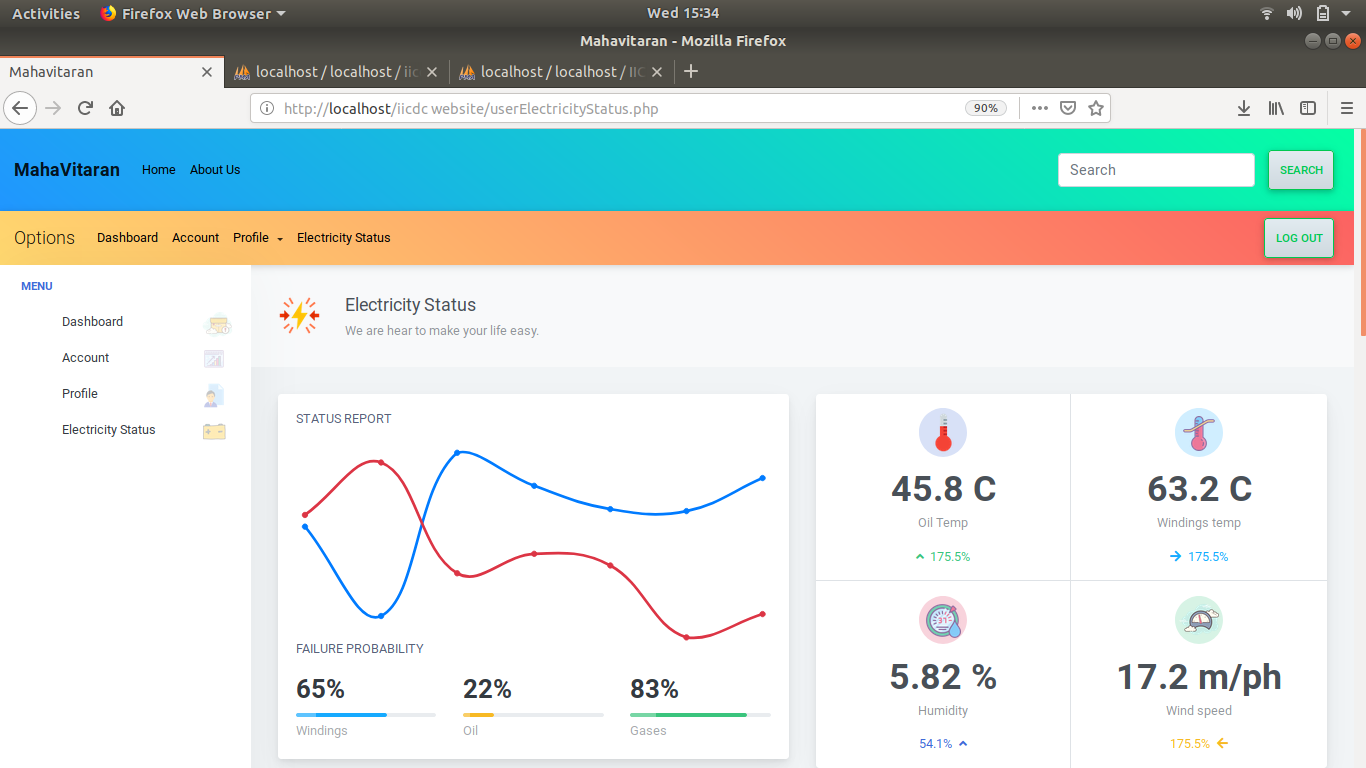 Activities Firefox Web Browser Wed 15:34
Mahavitaran - Mozilla Firefox
Mahavitaran localhost / localhost / iic localhost / localhost / IIC
http://localhost/iicdc website/userElectricityStatus.php 90%
MahaVitaran Home About Us Search SEARCH
Options Dashboard Account Profile Electricity Status LOG OUT
MENU
Dashboard
Account
Profile
Electricity Status
Electricity Status
We are hear to make your life easy.
STATUS REPORT
FAILURE PROBABILITY
65% 22% 83%
Windings Oil Gases
45.8 C
Oil Temp
175.5%
63.2 C
Windings temp
175.5%
5.82 %
Humidity
54.1%
17.2 m/ph
Wind speed
175.5%